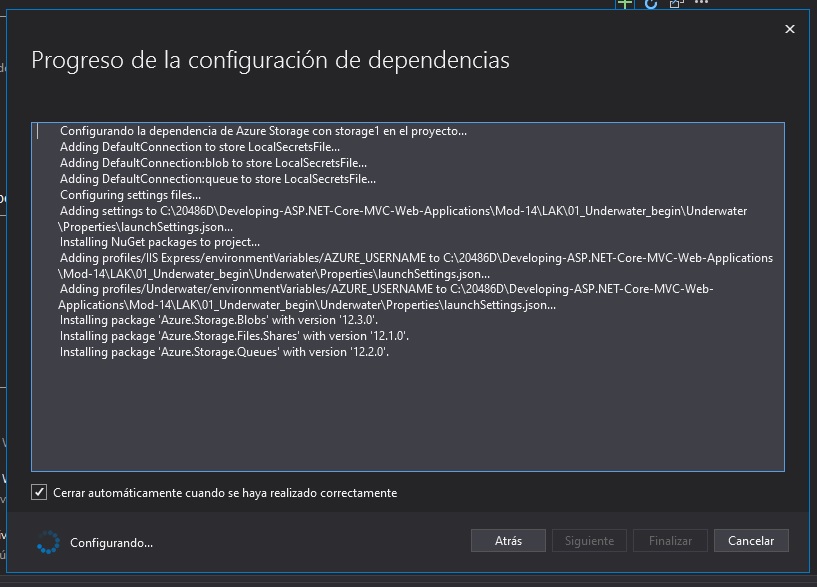 Progreso de la configuración de dependencias
Configurando la dependencia de Azure Storage con storage1 en el proyecto...
Adding DefaultConnection to store LocalSecretsFile...
Adding DefaultConnection:blob to store LocalSecretsFile...
Adding DefaultConnection:queue to store LocalSecretsFile...
Configuring settings files...
Adding settings to C:\20486D\Developing-ASP.NET-Core-MVC-Web-Applications\Mod-14\LAK\01_Underwater_begin\Underwater
\Properties\launchSettings.json...
Installing NuGet packages to project...
Adding profiles/IIS Express/environmentVariables/AZURE_USERNAME to C:\20486D\Developing-ASP.NET-Core-MVC-Web-Applications
\Mod-14\LAK\01_Underwater_begin\Underwater\Properties\launchSettings.json...
Adding profiles/Underwater/environmentVariables/AZURE_USERNAME to C:\20486D\Developing-ASP.NET-Core-MVC-Web-
Applications\Mod-14\LAK\01_Underwater_begin\Underwater\Properties\launchSettings.json...
Installing package 'Azure.Storage.Blobs' with version '12.3.0'.
Installing package 'Azure.Storage.Files.Shares' with version '12.1.0'.
Installing package 'Azure.Storage.Queues' with version '12.2.0'.
Cerrar automáticamente cuando se haya realizado correctamente
Configurando...
Atrás
Siguiente
Finalizar
Cancelar